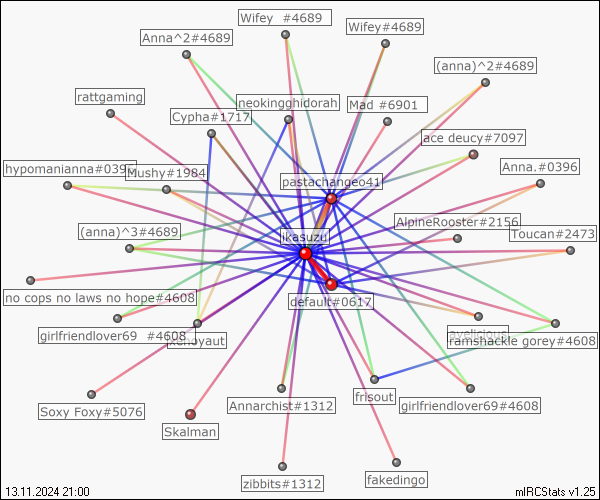 Wifey  #4689
Wifey#4689
Anna^2#4689
(anna)^2#4689
rattgaming
neokingghidorah
Mad #6901
Cypha#1717
ace deucy#7097
hypomanianna#0396
Mushy#1984
Anna.#0396
pastachangeo41
AlpineRooster#2156
(anna)^3#4689
ikasuzu
Toucan#2473
no cops no laws no hope#4608
default#0617
girlfriendlover69  #4608
ramshackle gorey#4608
Soxy Foxy#5076
Annarchist#1312
frisout
girlfriendlover69#4608
Skalman
zibbits#1312
fakedingo
13.11.2024 21:00
mIRCStats v1.25